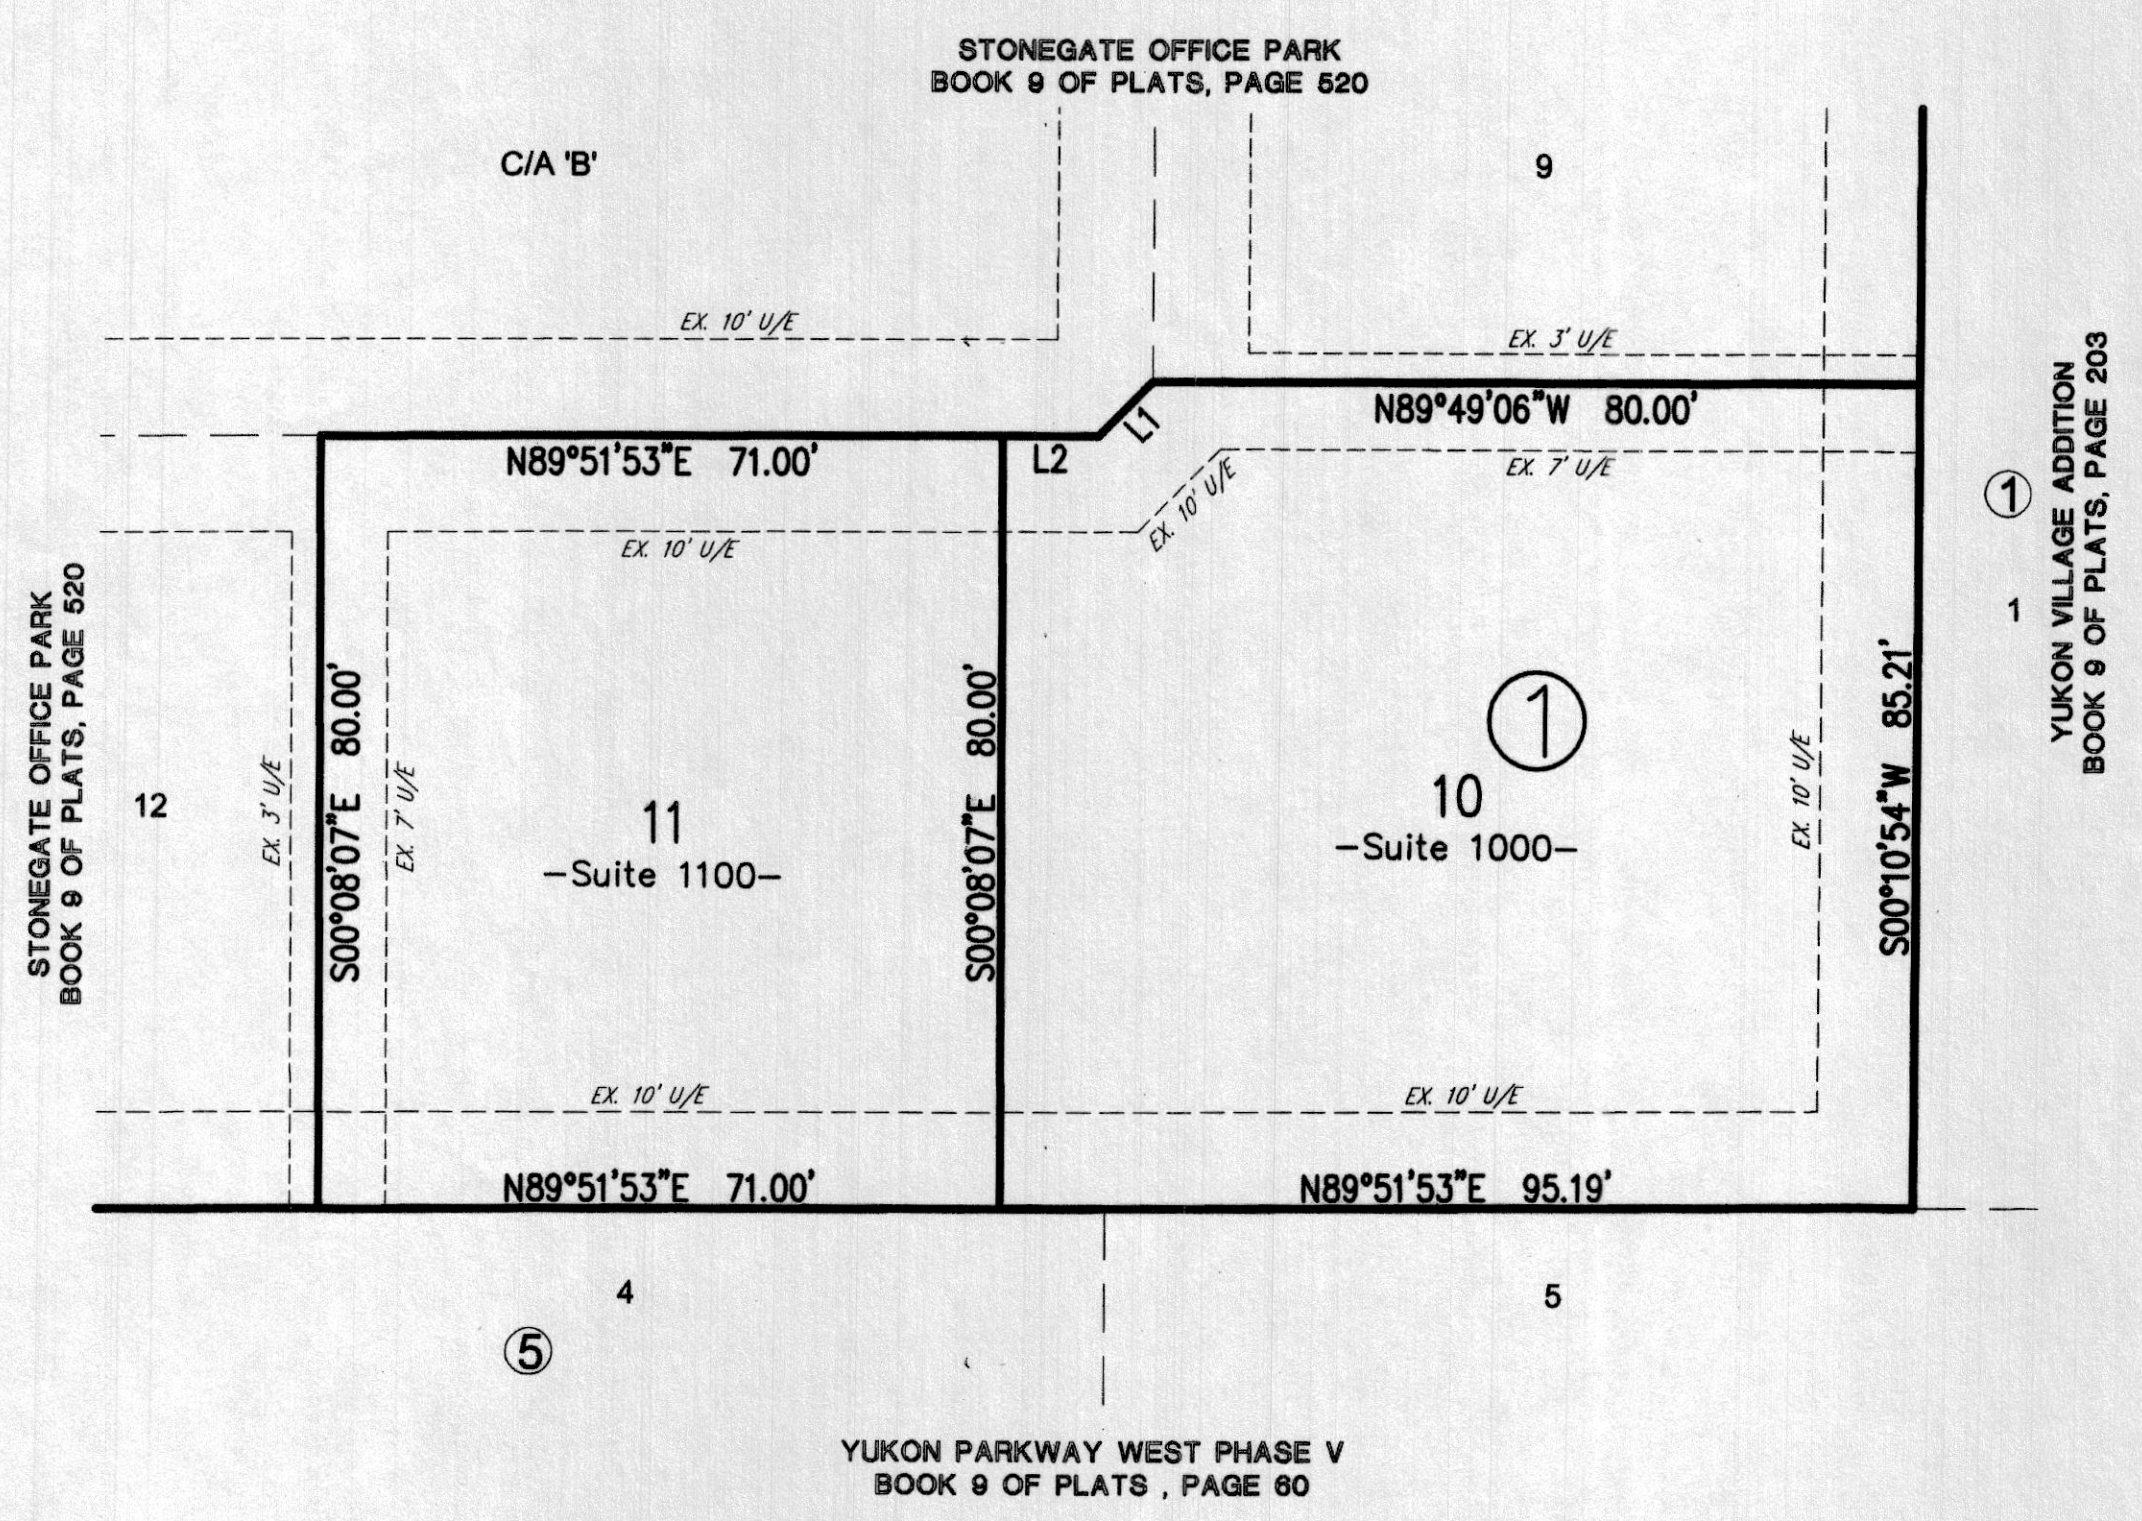 STONEGATE OFFICE PARK
BOOK 9 OF PLATS, PAGE 520
C/A 'B'
9
EX. 10' U/E
EX. 3' U/E
N89°49'06"W 80.00'
L1
N89°51'53"E 71.00'
L2
EX. 7' U/E
EX. 10' U/E
EX. 10' U/E
1
YUKON VILLAGE ADDITION
BOOK 9 OF PLATS, PAGE 203
1
STONEGATE OFFICE PARK
BOOK 9 OF PLATS, PAGE 520
12
EX. 3' U/E
S00°08'07"E 80.00'
EX. 7' U/E
11
-Suite 1100-
S00°08'07"E 80.00'
1
10
-Suite 1000-
EX. 10' U/E
S00°10'54"W 85.21'
EX. 10' U/E
EX. 10' U/E
N89°51'53"E 71.00'
N89°51'53"E 95.19'
4
5
5
YUKON PARKWAY WEST PHASE V
BOOK 9 OF PLATS , PAGE 60